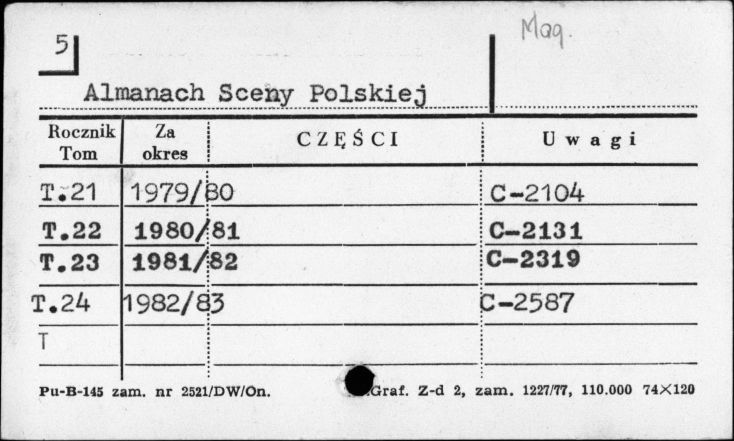 Mag.
5
Almanach Sceny Polskiej
Rocznik Tom Za okres CZĘŚCI Uwagi
T.21 1979/80 C-2104
T.22 1980/81 C-2131
T.23 1981/82 C-2319
T.24 1982/83 C-2587
T
Pu-B-145 zam. nr 2521/DW/On. Graf. Z-d 2, zam. 1227/77, 110.000 74×120